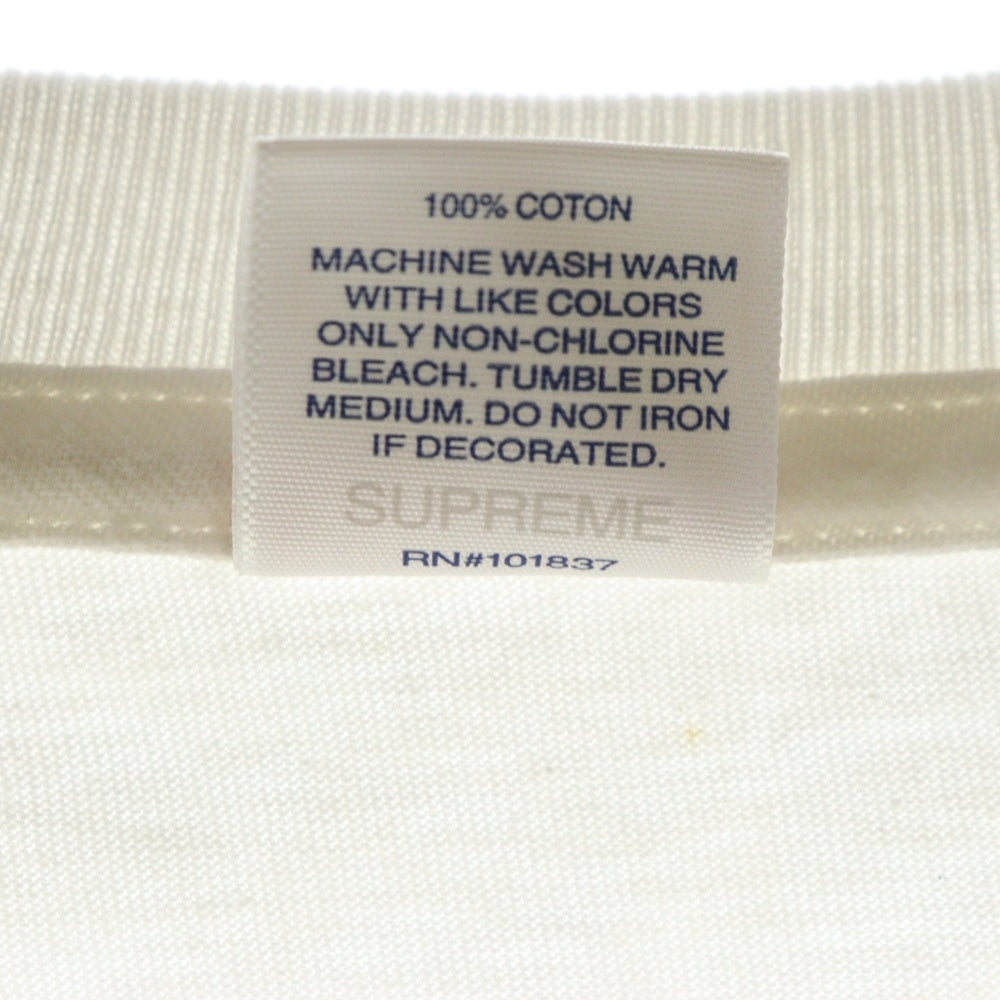 100% COTON
MACHINE WASH WARM
WITH LIKE COLORS
ONLY NON-CHLORINE
BLEACH. TUMBLE DRY
MEDIUM. DO NOT IRON
IF DECORATED.
SUPREME
RN#101837